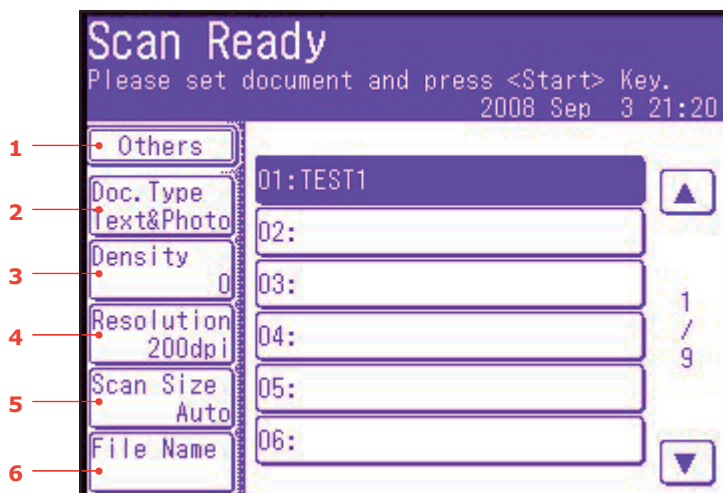 Scan Ready
Please set document and press <Start> Key.
2008 Sep 3 21:20
1
Others
2
Doc.Type
Text&Photo
3
Density
0
4
Resolution
200dpi
5
Scan Size
Auto
6
File Name
01:TEST1
02:
03:
04:
05:
06:
1
/
9